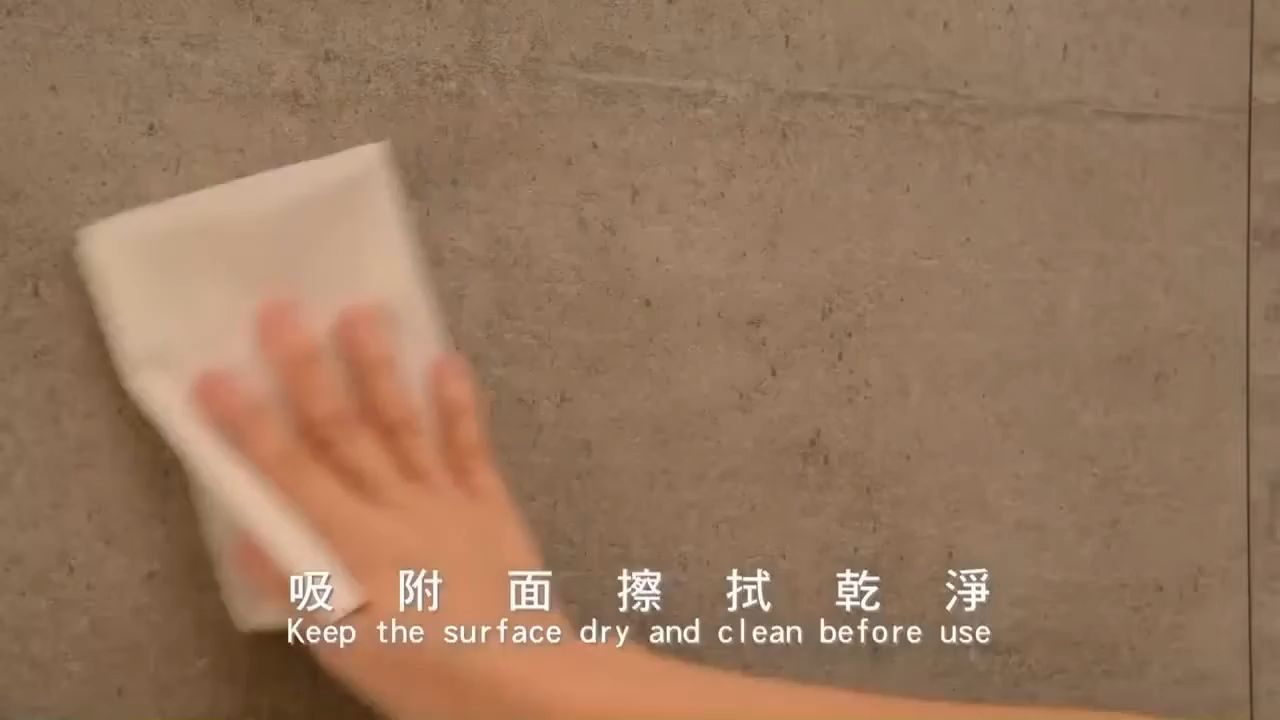 吸附面擦拭乾淨
Keep the surface dry and clean before use